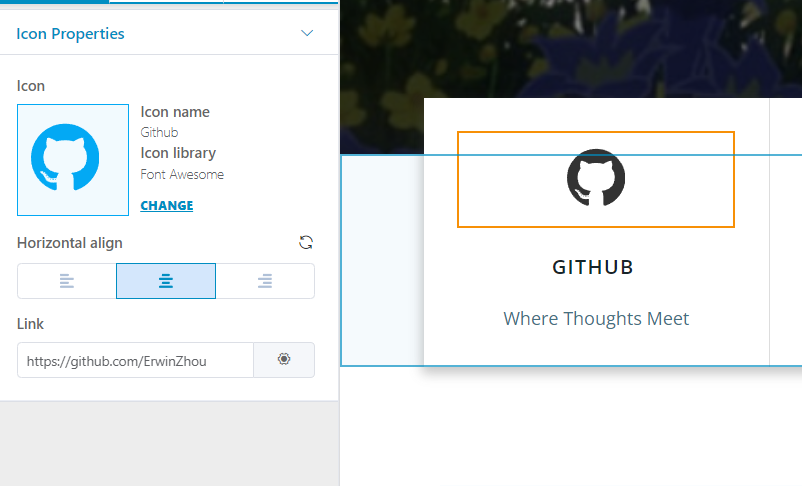 Icon Properties
Icon
Icon name
Github
Icon library
Font Awesome
CHANGE
Horizontal align
Link
https://github.com/ErwinZhou
GITHUB
Where Thoughts Meet